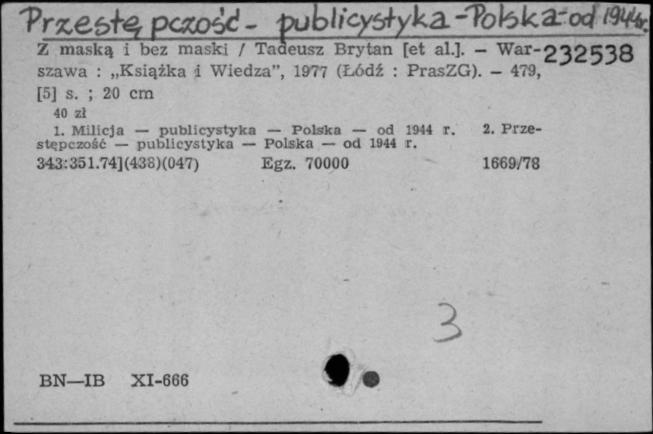 Przestępczość - publicystyka - Polska - od 1944r.
Z maską i bez maski / Tadeusz Brytan [et al.]. — War-
232538
szawa : „Książka i Wiedza”, 1977 (Łódź : PrasZG). — 479,
[5] s. ; 20 cm
40 zł
1. Milicja — publicystyka — Polska — od 1944 r. 2. Prze-
stępczość — publicystyka — Polska — od 1944 r.
343:351.74](438)(047) Egz. 70000 1669/78
3
BN—IB XI-666